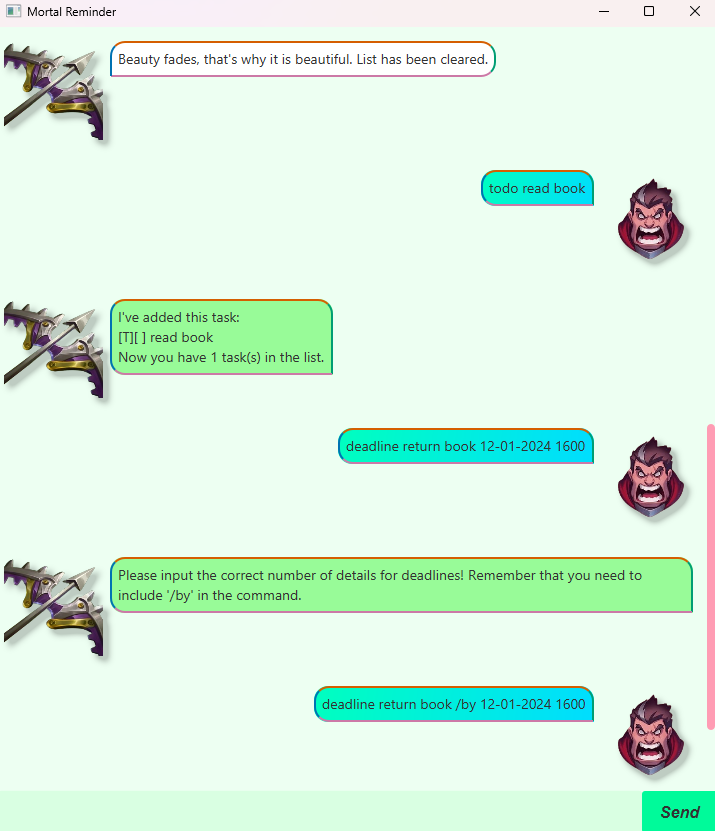 Mortal Reminder
Beauty fades, that's why it is beautiful. List has been cleared.
todo read book
I've added this task:
[T][ ] read book
Now you have 1 task(s) in the list.
deadline return book 12-01-2024 1600
Please input the correct number of details for deadlines! Remember that you need to
include '/by' in the command.
deadline return book /by 12-01-2024 1600
Send